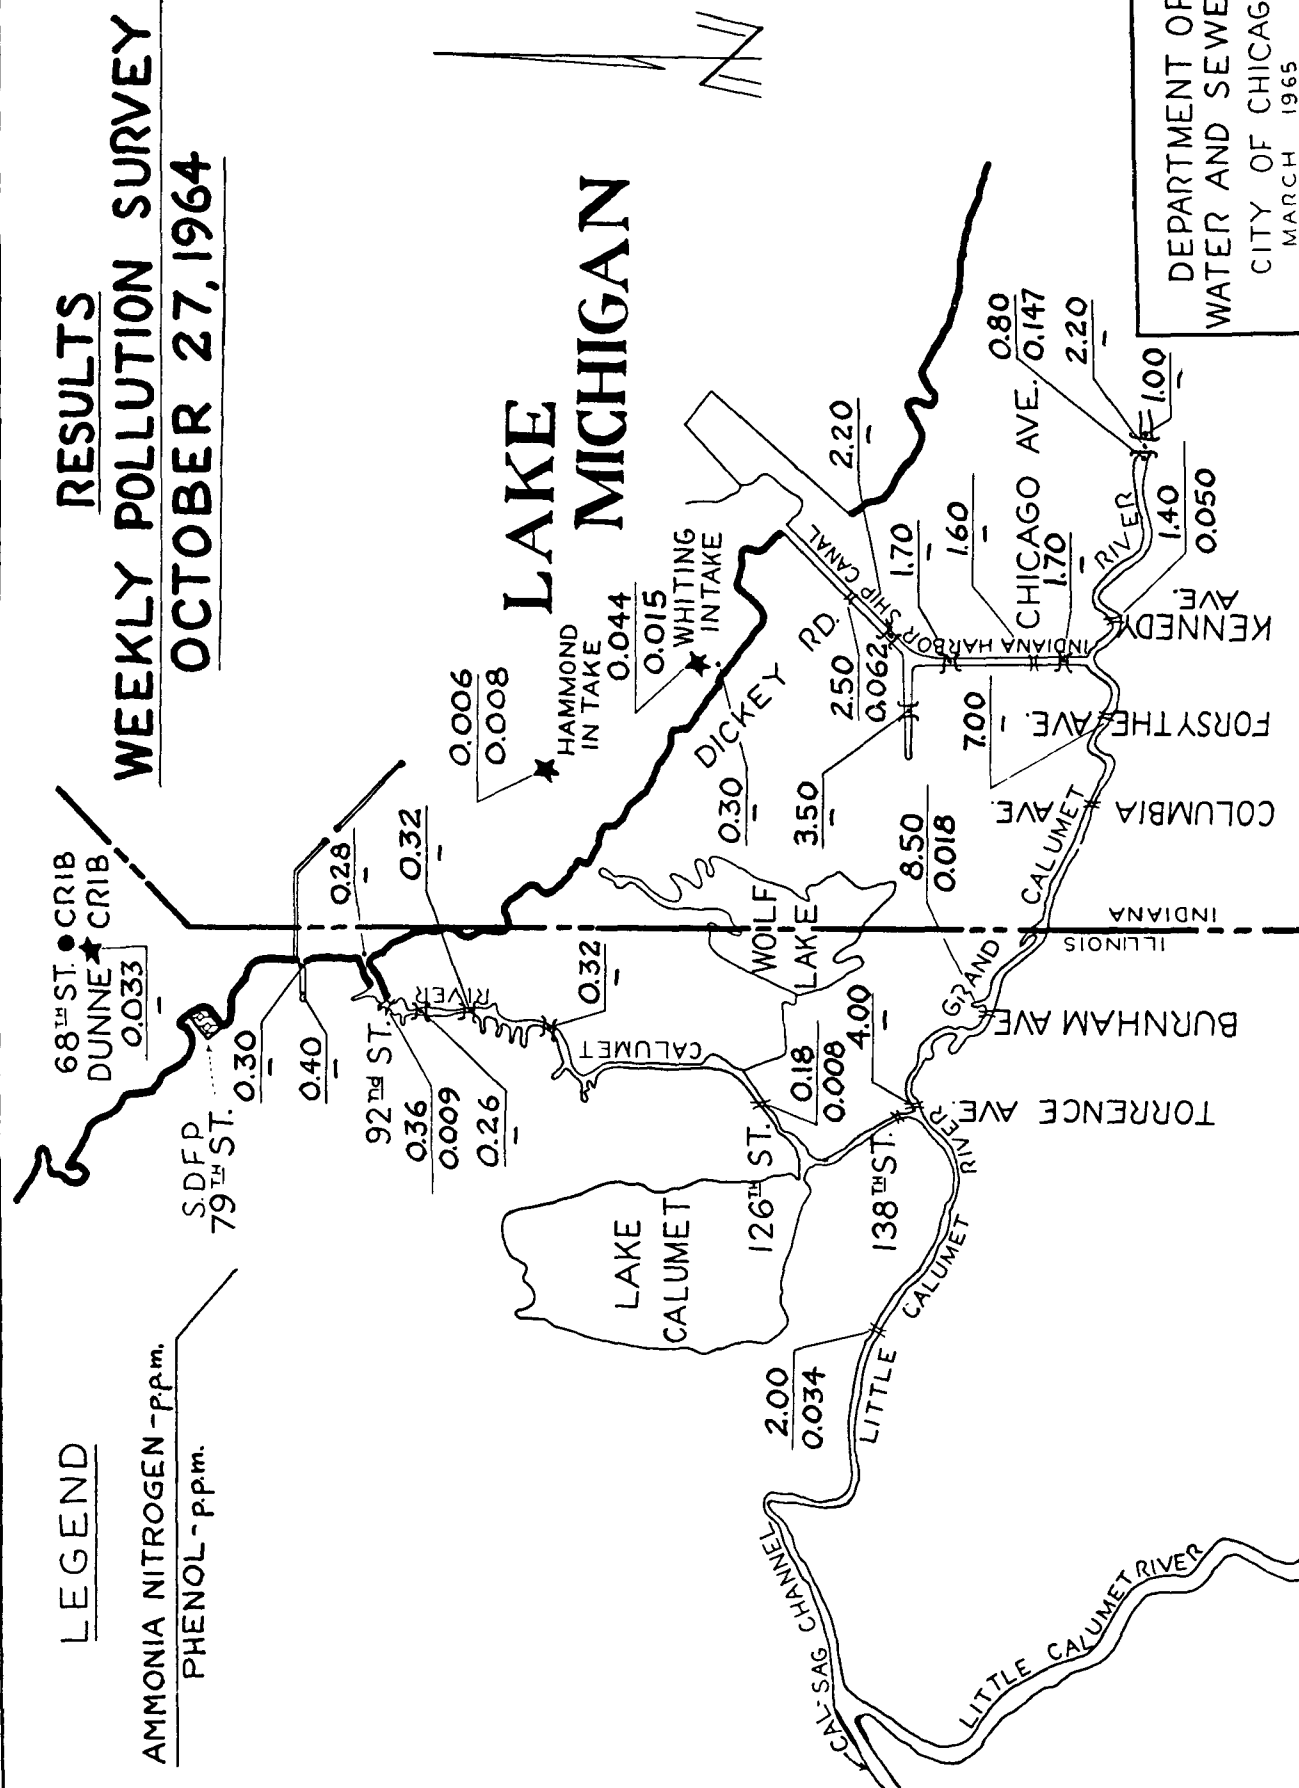 RESULTS
WEEKLY POLLUTION SURVEY
OCTOBER 27, 1964
LEGEND
AMMONIA NITROGEN - p.p.m.
PHENOL - p.p.m.
68TH ST. CRIB
DUNNE CRIB
0.033
-
S.D.F.P.
79TH ST.
0.30
-
0.40
-
0.28
-
0.32
-
92nd ST.
0.36
0.009
0.26
-
CALUMET RIVER
0.32
-
0.006
0.008
HAMMOND
INTAKE
LAKE
MICHIGAN
0.044
0.015
WHITING
INTAKE
LAKE
CALUMET
126TH ST.
0.18
0.008
WOLF
LAKE
0.30
-
DICKEY RD.
2.50
0.062
2.20
-
INDIANA HARBOR SHIP CANAL
3.50
-
1.70
-
1.60
-
CHICAGO AVE.
1.70
-
7.00
-
8.50
0.018
4.00
-
138TH ST.
2.00
0.034
LITTLE CALUMET RIVER
GRAND CALUMET RIVER
0.80
0.147
2.20
-
1.00
-
1.40
0.050
TORRENCE AVE.
BURNHAM AVE
ILLINOIS
INDIANA
COLUMBIA AVE.
FORSYTHE AVE.
KENNEDY
AVE.
CAL-SAG CHANNEL
LITTLE CALUMET RIVER
DEPARTMENT OF
WATER AND SEWE
CITY OF CHICAG
MARCH 1965